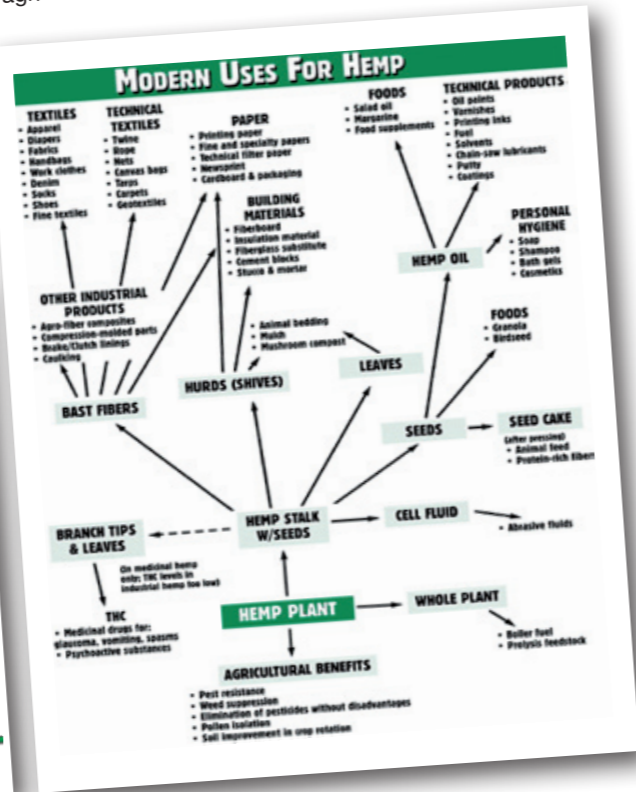 agn
MODERN USES FOR HEMP
TEXTILES
• Apparel
• Diapers
• Fabrics
• Handbags
• Work clothes
• Denim
• Socks
• Shoes
• Fine textiles
TECHNICAL
TEXTILES
• Twine
• Rope
• Nets
• Canvas bags
• Tarps
• Carpets
• Geotextiles
PAPER
• Printing paper
• Fine and specialty papers
• Technical filter paper
• Newsprint
• Cardboard & packaging
FOODS
• Salad oil
• Margarine
• Food supplements
TECHNICAL PRODUCTS
• Oil paints
• Varnishes
• Printing inks
• Fuel
• Solvents
• Chain-saw lubricants
• Putty
• Coatings
BUILDING
MATERIALS
• Fiberboard
• Insulation material
• Fiberglass substitute
• Cement blocks
• Stucco & mortar
PERSONAL
HYGIENE
• Soap
• Shampoo
• Bath gels
• Cosmetics
HEMP OIL
OTHER INDUSTRIAL
PRODUCTS
• Agro-fiber composites
• Compression-molded parts
• Brake/Clutch linings
• Caulking
• Animal bedding
• Mulch
• Mushroom compost
FOODS
• Granola
• Birdseed
BAST FIBERS
HURDS (SHIVES)
LEAVES
SEEDS
SEED CAKE
(after pressing)
• Animal feed
• Protein-rich fibers
BRANCH TIPS
& LEAVES
HEMP STALK
W/SEEDS
CELL FLUID
• Abrasive fluids
On medicinal hemp
only; THC levels in
industrial hemp too low)
THC
• Medicinal drugs for:
glaucoma, vomiting, spasms
• Psychoactive substances
HEMP PLANT
WHOLE PLANT
• Boiler fuel
• Prolysis feedstock
AGRICULTURAL BENEFITS
• Pest resistance
• Weed suppression
• Elimination of pesticides without disadvantages
• Pollen isolation
• Soil improvement in crop rotation